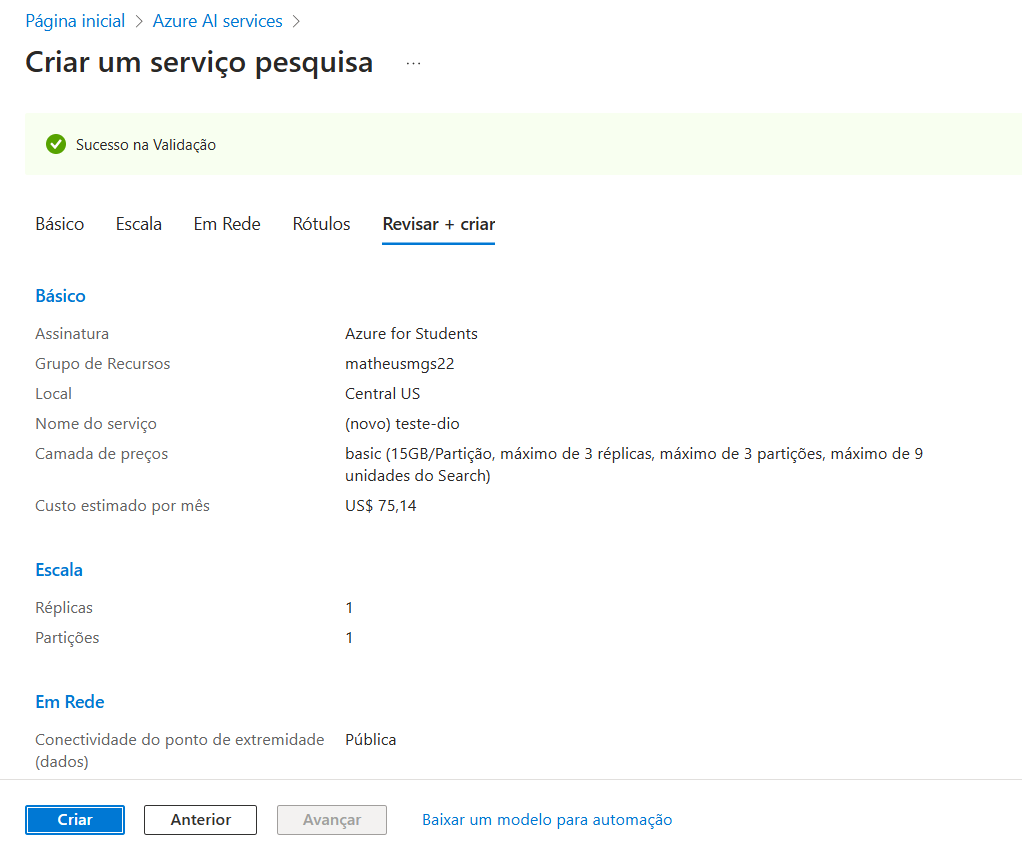 Página inicial > Azure AI services >
Criar um serviço pesquisa ...
Sucesso na Validação
Básico Escala Em Rede Rótulos Revisar + criar
Básico
Assinatura Azure for Students
Grupo de Recursos matheusmgs22
Local Central US
Nome do serviço (novo) teste-dio
Camada de preços basic (15GB/Partição, máximo de 3 réplicas, máximo de 3 partições, máximo de 9
unidades do Search)
Custo estimado por mês US$ 75,14
Escala
Réplicas 1
Partições 1
Em Rede
Conectividade do ponto de extremidade Pública
(dados)
Criar Anterior Avançar Baixar um modelo para automação